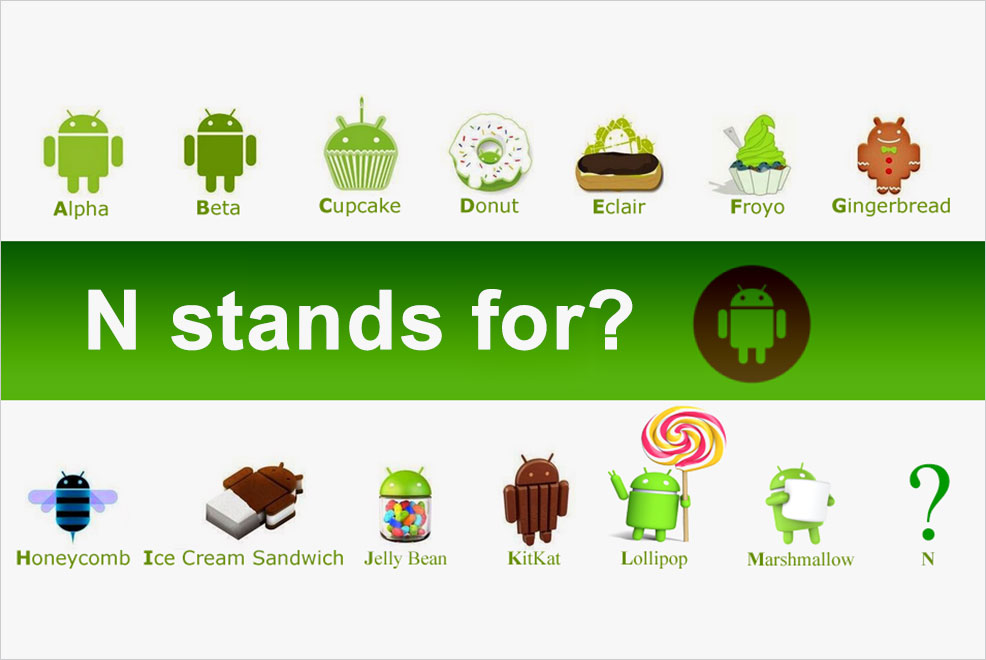 Alpha
Beta
Cupcake
Donut
Eclair
Froyo
Gingerbread
N stands for?
Honeycomb
Ice Cream Sandwich
Jelly Bean
KitKat
Lollipop
Marshmallow
?
N